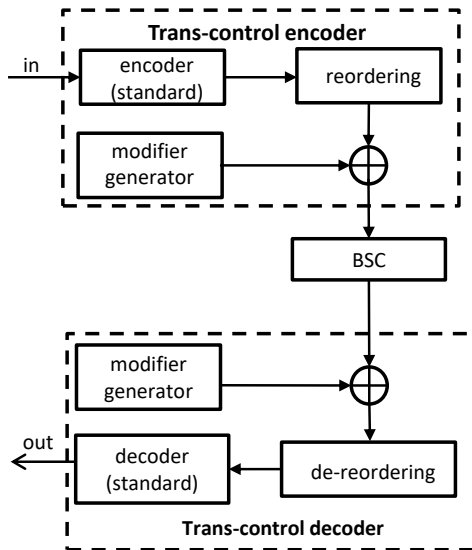 Trans-control encoder
in
encoder
(standard)
reordering
modifier
generator
BSC
modifier
generator
out
decoder
(standard)
de-reordering
Trans-control decoder